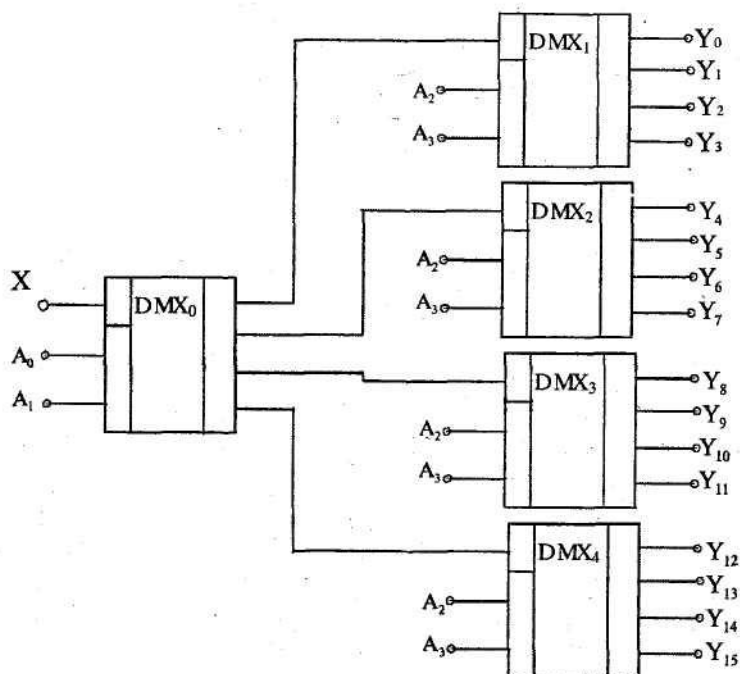 DMX₁
Y₀
Y₁
A₂
Y₂
A₃
Y₃
DMX₂
Y₄
Y₅
A₂
Y₆
A₃
Y₇
X
DMX₀
A₀
A₁
DMX₃
Y₈
Y₉
A₂
Y₁₀
A₃
Y₁₁
DMX₄
Y₁₂
Y₁₃
A₂
Y₁₄
A₃
Y₁₅